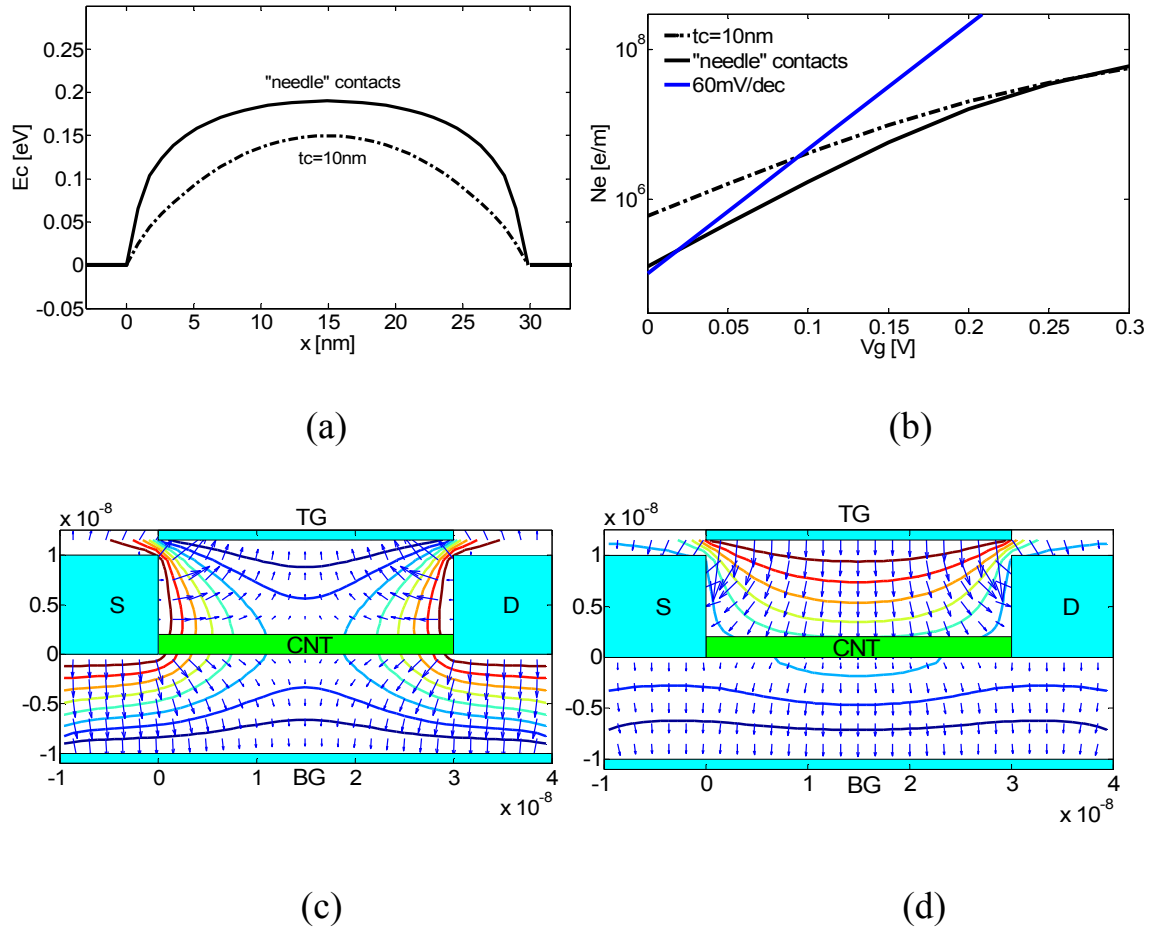 0.3
0.25
0.2
0.15
0.1
0.05
0
-0.05
Ec [eV]
"needle" contacts
tc=10nm
0 5 10 15 20 25 30
x [nm]
(a)
tc=10nm
"needle" contacts
60mV/dec
10^8
10^6
Ne [e/m]
0 0.05 0.1 0.15 0.2 0.25 0.3
Vg [V]
(b)
x 10^-8
TG
1
0.5
0
-0.5
-1
S
D
CNT
-1 0 1 BG 2 3 4
x 10^-8
(c)
x 10^-8
TG
1
0.5
0
-0.5
-1
S
D
CNT
-1 0 1 BG 2 3 4
x 10^-8
(d)